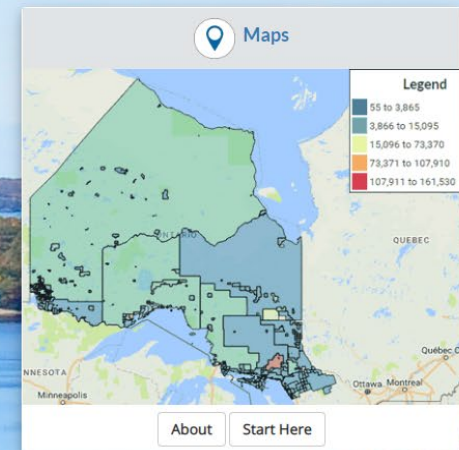 Maps
Legend
55 to 3,865
3,866 to 15,095
15,096 to 73,370
73,371 to 107,910
107,911 to 161,530
ONTARIO
QUEBEC
NNESOTA
Minneapolis
Québec C
Ottawa
Montreal
About
Start Here